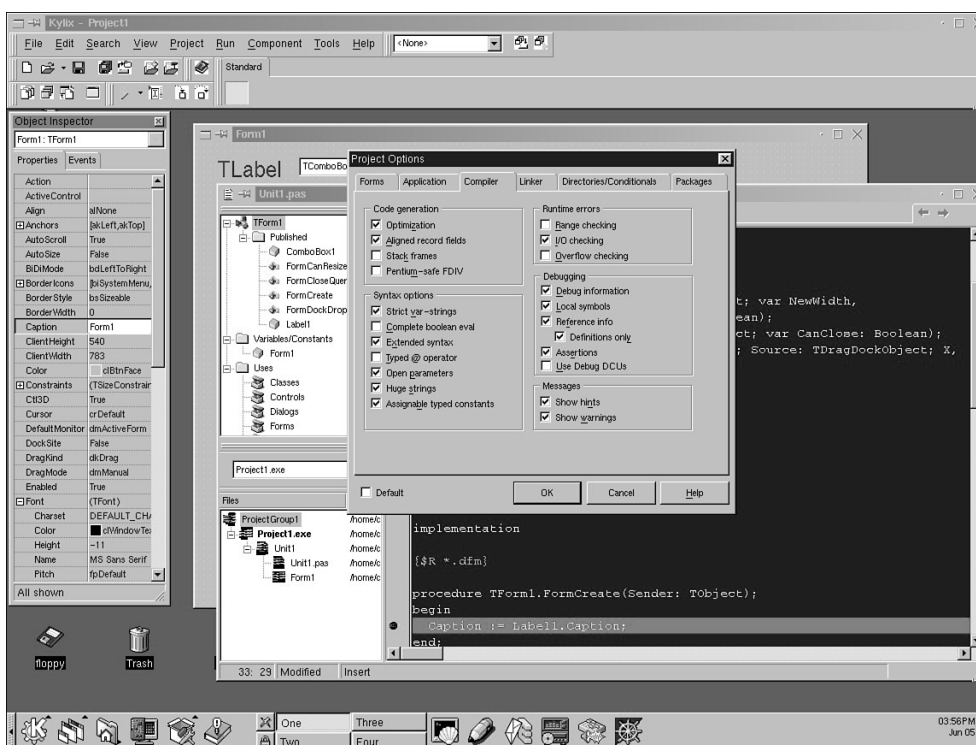 Kylix - Project1
File Edit Search View Project Run Component Tools Help <None>
Standard
Object Inspector
Form1: TForm1
Properties Events
Action
ActiveControl
Align alNone
Anchors [akLeft,akTop]
AutoScroll True
AutoSize False
BiDiMode bdLeftToRight
BorderIcons [biSystemMenu,
BorderStyle bsSizeable
BorderWidth 0
Caption Form1
ClientHeight 540
ClientWidth 783
Color clBtnFace
Constraints (TSizeConstrain
Ctl3D True
Cursor crDefault
DefaultMonitor dmActiveForm
DockSite False
DragKind dkDrag
DragMode dmManual
Enabled True
Font (TFont)
Charset DEFAULT_CHA
Color clWindowTex
Height -11
Name MS Sans Serif
Pitch fpDefault
All shown
Form1
TLabel TComboBo
Unit1.pas
TForm1
Published
ComboBox1
FormCanResize
FormCloseQuer
FormCreate
FormDockDrop
Label1
Variables/Constants
Form1
Uses
Classes
Controls
Dialogs
Forms
Project1.exe
Files
ProjectGroup1 /home/c
Project1.exe /home/c
Unit1 /home/c
Unit1.pas /home/c
Form1 /home/c
Project Options
Forms Application Compiler Linker Directories/Conditionals Packages
Code generation
Optimization
Aligned record fields
Stack frames
Pentium-safe FDIV
Syntax options
Strict var-strings
Complete boolean eval
Extended syntax
Typed @ operator
Open parameters
Huge strings
Assignable typed constants
Runtime errors
Range checking
I/O checking
Overflow checking
Debugging
Debug information
Local symbols
Reference info
Definitions only
Assertions
Use Debug DCUs
Messages
Show hints
Show warnings
Default OK Cancel Help
t; var NewWidth,
ean);
ct; var CanClose: Boolean);
; Source: TDragDockObject; X,
implementation
{$R *.dfm}
procedure TForm1.FormCreate(Sender: TObject);
begin
Caption := Label1.Caption;
end;
33: 29 Modified Insert
floppy
Trash
One Three
Two Four
03:56PM
Jun 05